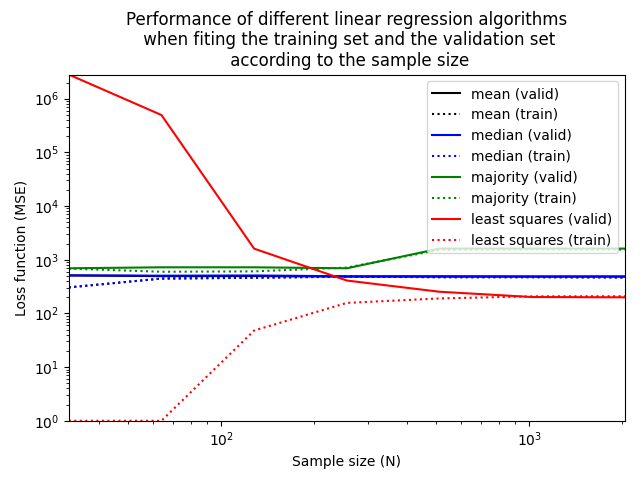 Performance of different linear regression algorithms
when fiting the training set and the validation set
according to the sample size
mean (valid)
mean (train)
median (valid)
median (train)
majority (valid)
majority (train)
least squares (valid)
least squares (train)
Loss function (MSE)
10⁶
10⁵
10⁴
10³
10²
10¹
10⁰
10²
10³
Sample size (N)